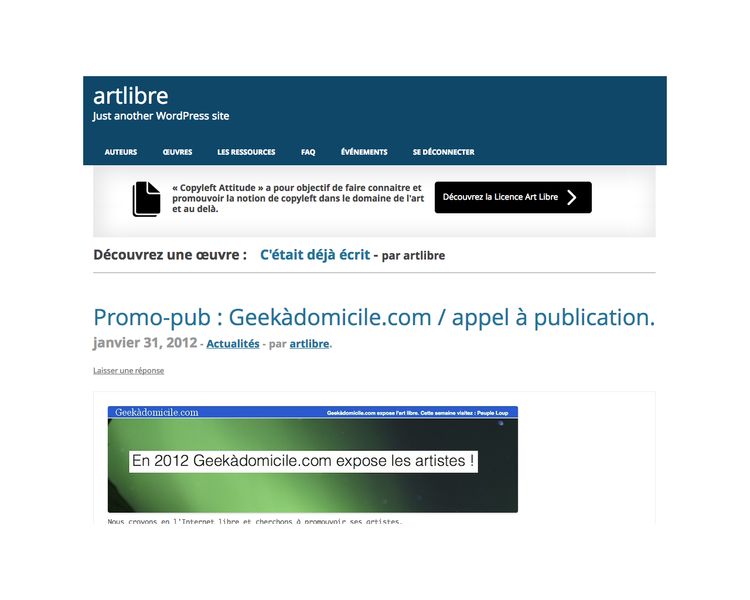 artlibre
Just another WordPress site
AUTEURS ŒUVRES LES RESSOURCES FAQ ÉVÉNEMENTS SE DÉCONNECTER
« Copyleft Attitude » a pour objectif de faire connaitre et
promouvoir la notion de copyleft dans le domaine de l'art
et au delà.
Découvrez la Licence Art Libre
Découvrez une œuvre : C'était déjà écrit - par artlibre
Promo-pub : Geekàdomicile.com / appel à publication.
janvier 31, 2012 - Actualités - par artlibre.
Laisser une réponse
Geekàdomicile.com
Geekàdomicile.com expose l'art libre. Cette semaine visitez : Peuple Loup
En 2012 Geekàdomicile.com expose les artistes !
Nous croyons en l'Internet libre et cherchons à promouvoir ses artistes.